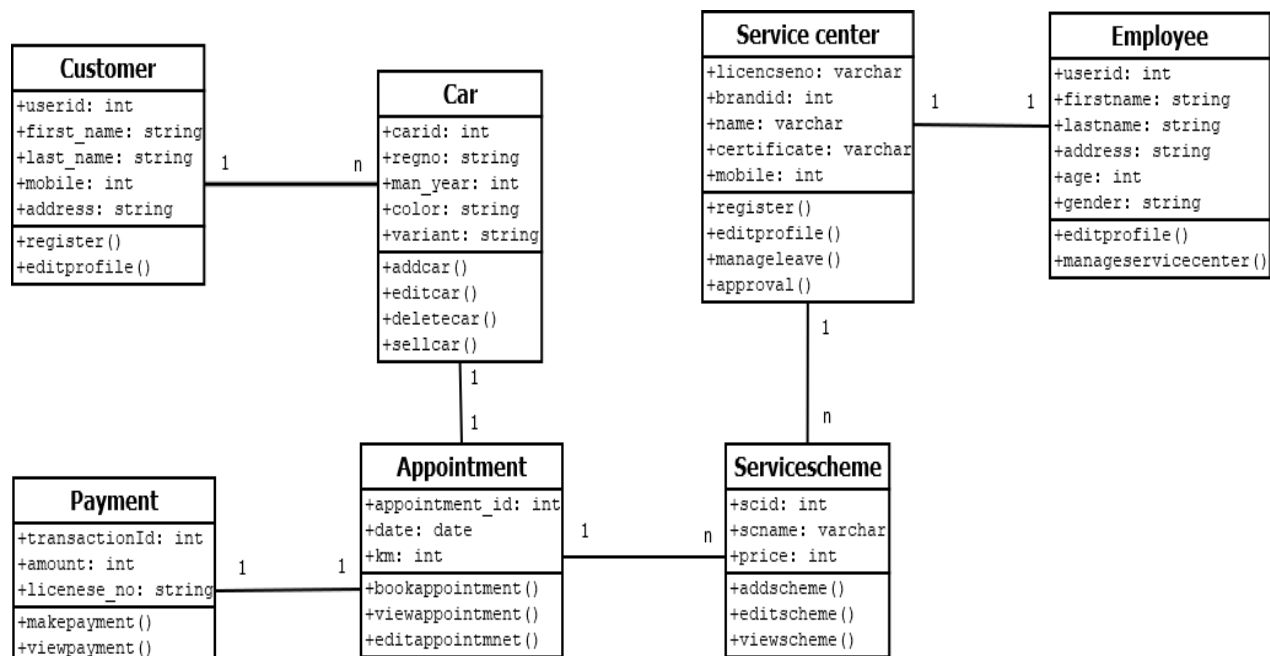 Customer
+userid: int
+first_name: string
+last_name: string
+mobile: int
+address: string
+register()
+editprofile()
1
n
Car
+carid: int
+regno: string
+man_year: int
+color: string
+variant: string
+addcar()
+editcar()
+deletecar()
+sellcar()
Service center
+licencseno: varchar
+brandid: int
+name: varchar
+certificate: varchar
+mobile: int
+register()
+editprofile()
+manageleave()
+approval()
1
1
Employee
+userid: int
+firstname: string
+lastname: string
+address: string
+age: int
+gender: string
+editprofile()
+manageservicecenter()
1
1
1
n
Payment
+transactionId: int
+amount: int
+licenese_no: string
+makepayment()
+viewpayment()
1
1
Appointment
+appointment_id: int
+date: date
+km: int
+bookappointment()
+viewappointment()
+editappointmnet()
1
n
Servicescheme
+scid: int
+scname: varchar
+price: int
+addscheme()
+editscheme()
+viewscheme()